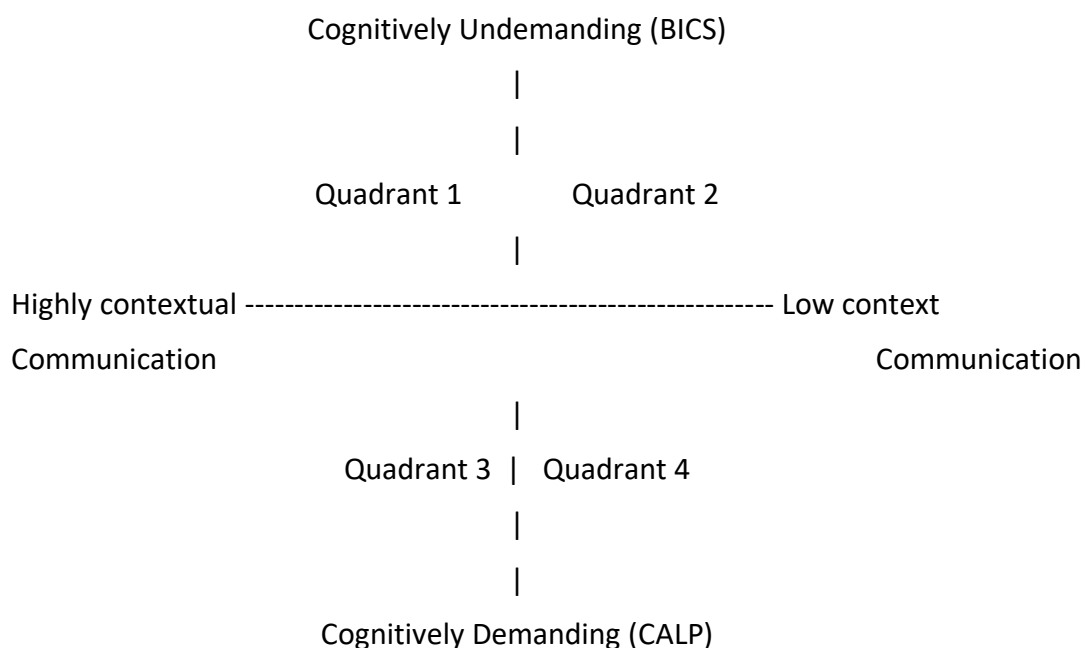 Cognitively Undemanding (BICS)
|
|
Quadrant 1 Quadrant 2
|
Highly contextual ----------------------------------------------------- Low context
Communication Communication
|
Quadrant 3 | Quadrant 4
|
|
Cognitively Demanding (CALP)